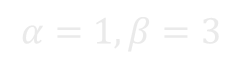 α = 1, β = 3